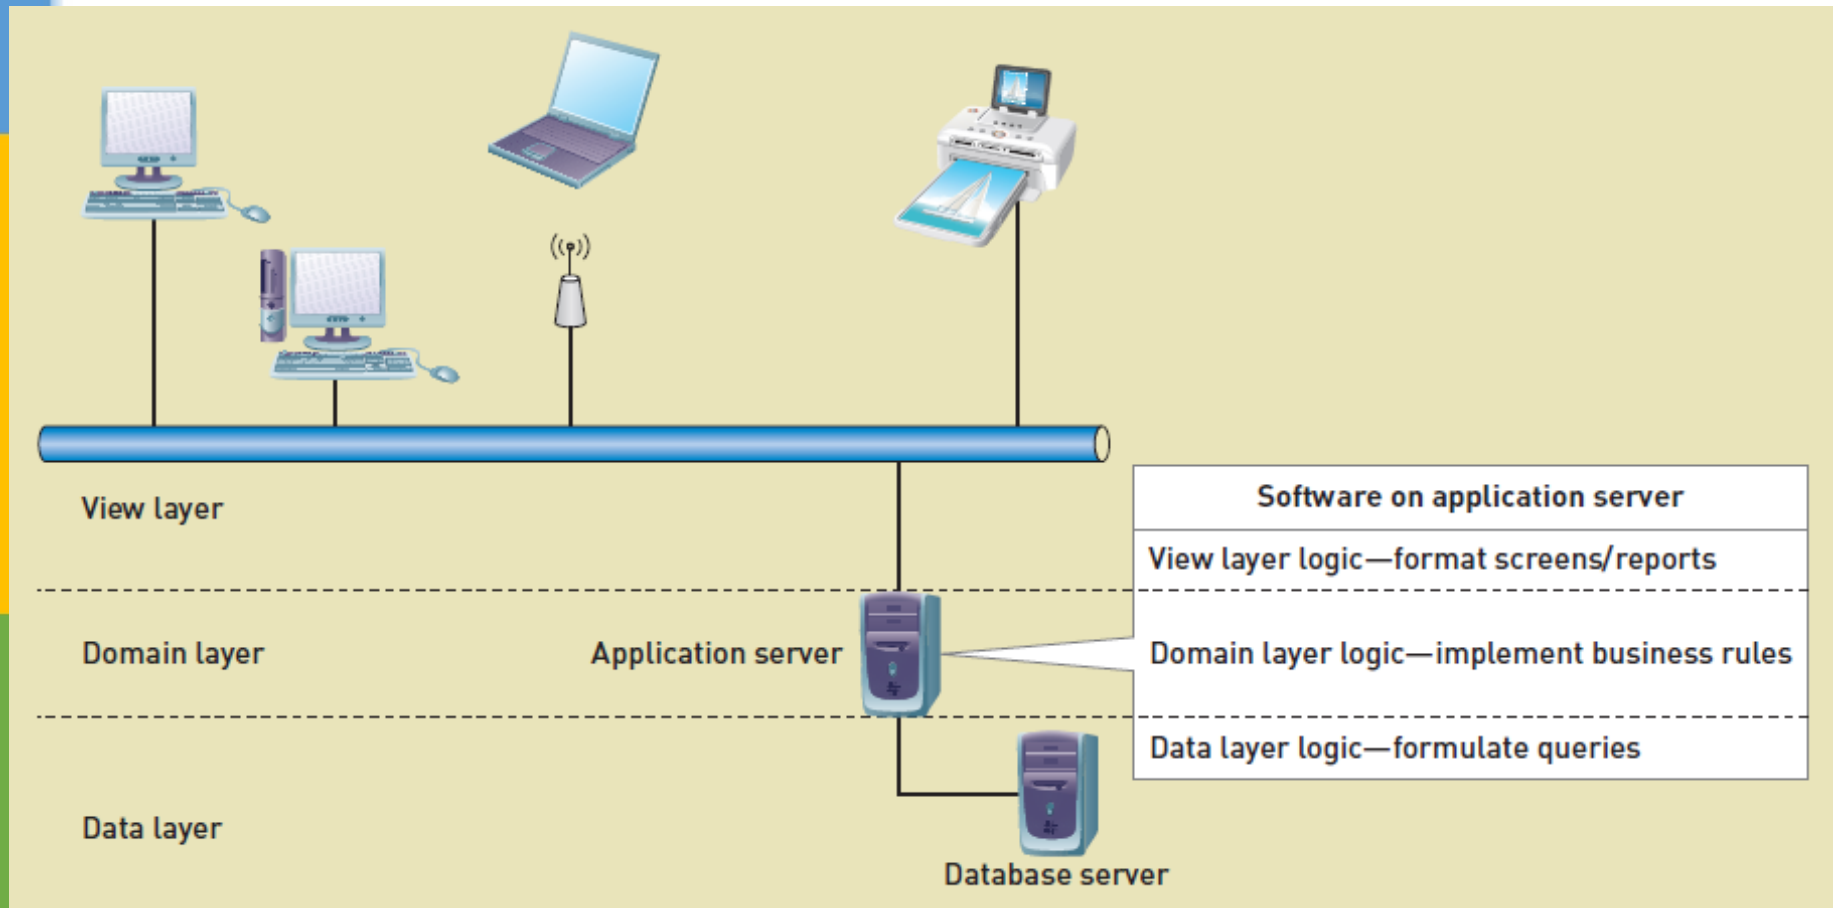 View layer
Software on application server
View layer logic—format screens/reports
Domain layer
Application server
Domain layer logic—implement business rules
Data layer logic—formulate queries
Data layer
Database server